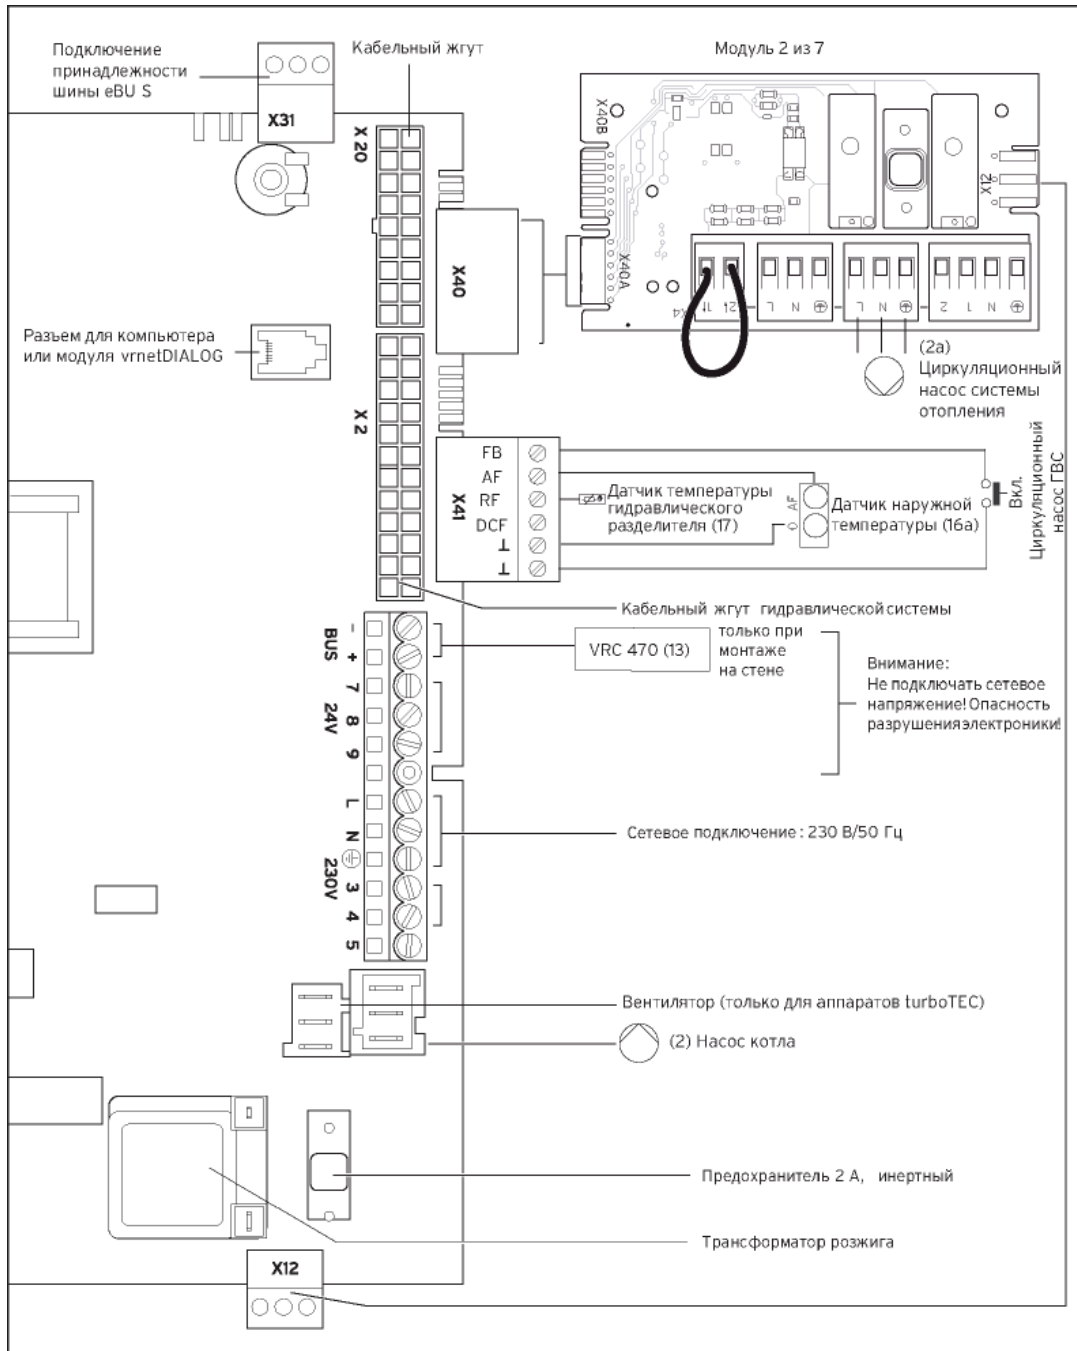 Подключение
принадлежности
шины eBU S
Кабельный жгут
Модуль 2 из 7
X31
X 20
X40B
X12
X40
X40A
X4
L
N
L
N
2
1
N
Разъем для компьютера
или модуля vrnetDIALOG
(2a)
Циркуляционный
насос системы
отопления
X 2
X41
FB
AF
RF
DCF
Датчик температуры
гидравлического
разделителя (17)
AF
Датчик наружной
температуры (16а)
Вкл.
Циркуляционный
насос ГВС
Кабельный жгут гидравлической системы
BUS
-
+
VRC 470 (13)
только при
монтаже
на стене
Внимание:
Не подключать сетевое
напряжение! Опасность
разрушения электроники!
24V
7
8
9
L
N
Сетевое подключение : 230 В/50 Гц
230V
3
4
5
Вентилятор (только для аппаратов turboTEC)
(2) Насос котла
Предохранитель 2 А, инертный
Трансформатор розжига
X12